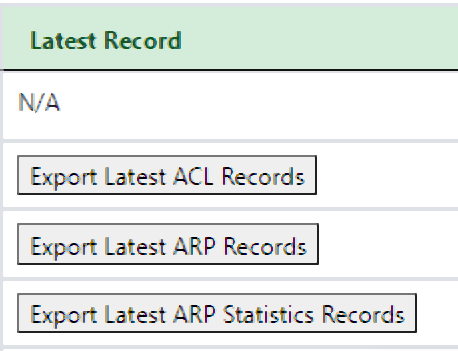 Latest Record
N/A
Export Latest ACL Records
Export Latest ARP Records
Export Latest ARP Statistics Records